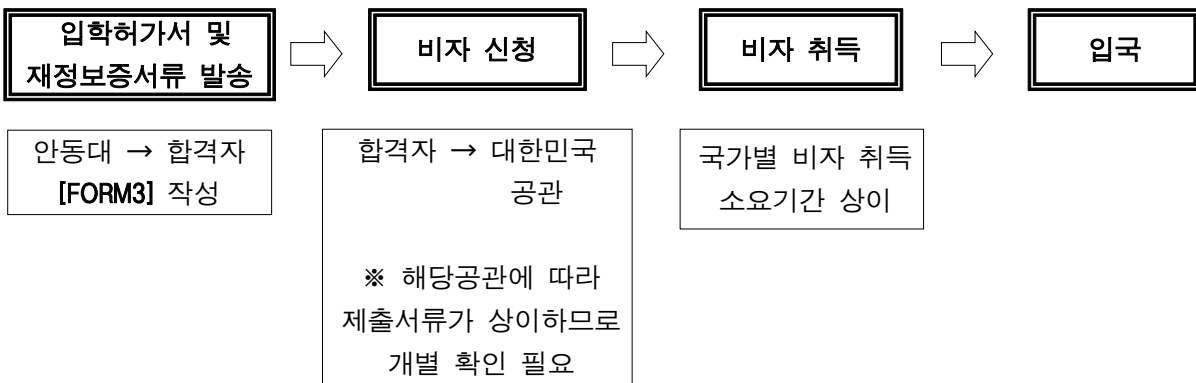 입학허가서 및
재정보증서류 발송
비자 신청
비자 취득
입국
안동대 → 합격자
[FORM3] 작성
합격자 → 대한민국
공관
※ 해당공관에 따라
제출서류가 상이하므로
개별 확인 필요
국가별 비자 취득
소요기간 상이